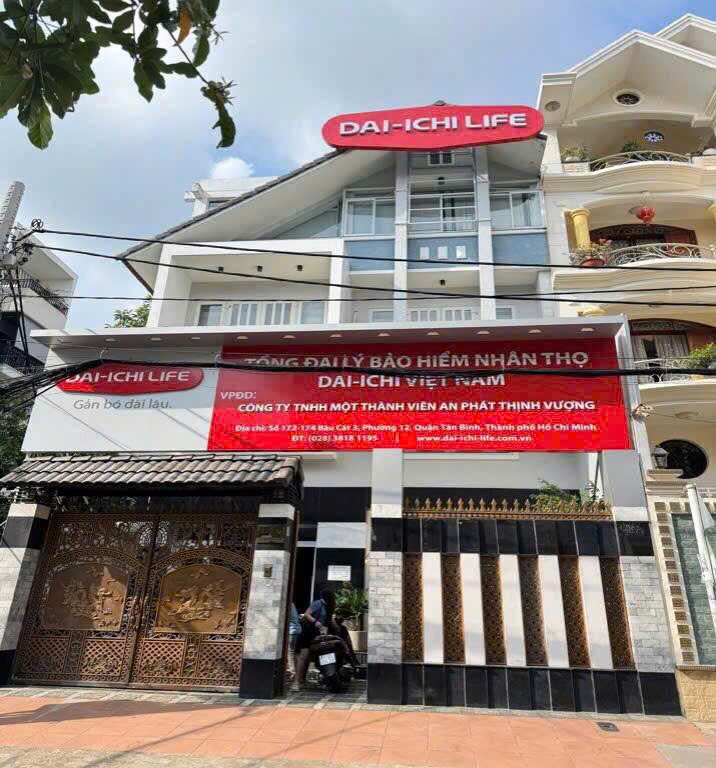 DAI-ICHI LIFE
TỔNG ĐẠI LÝ BẢO HIỂM NHÂN THỌ
DAI-ICHI LIFE
DAI-ICHI VIỆT NAM
Gắn bó dài lâu.
VPĐD:
CÔNG TY TNHH MỘT THÀNH VIÊN AN PHÁT THỊNH VƯỢNG
Địa chỉ: Số 172-174 Bàu Cát 3, Phường 12, Quận Tân Bình, Thành phố Hồ Chí Minh
ĐT: (028) 3818 1195 www.dai-ichi-life.com.vn